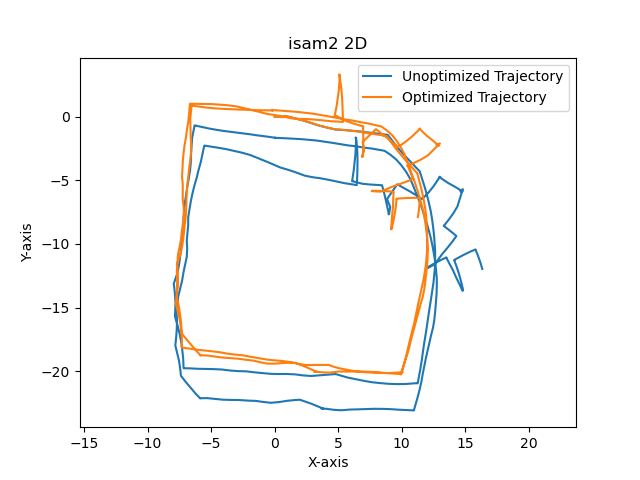 isam2 2D
Unoptimized Trajectory
Optimized Trajectory
0
−5
−10
−15
−20
Y-axis
−15
−10
−5
0
5
10
15
20
X-axis